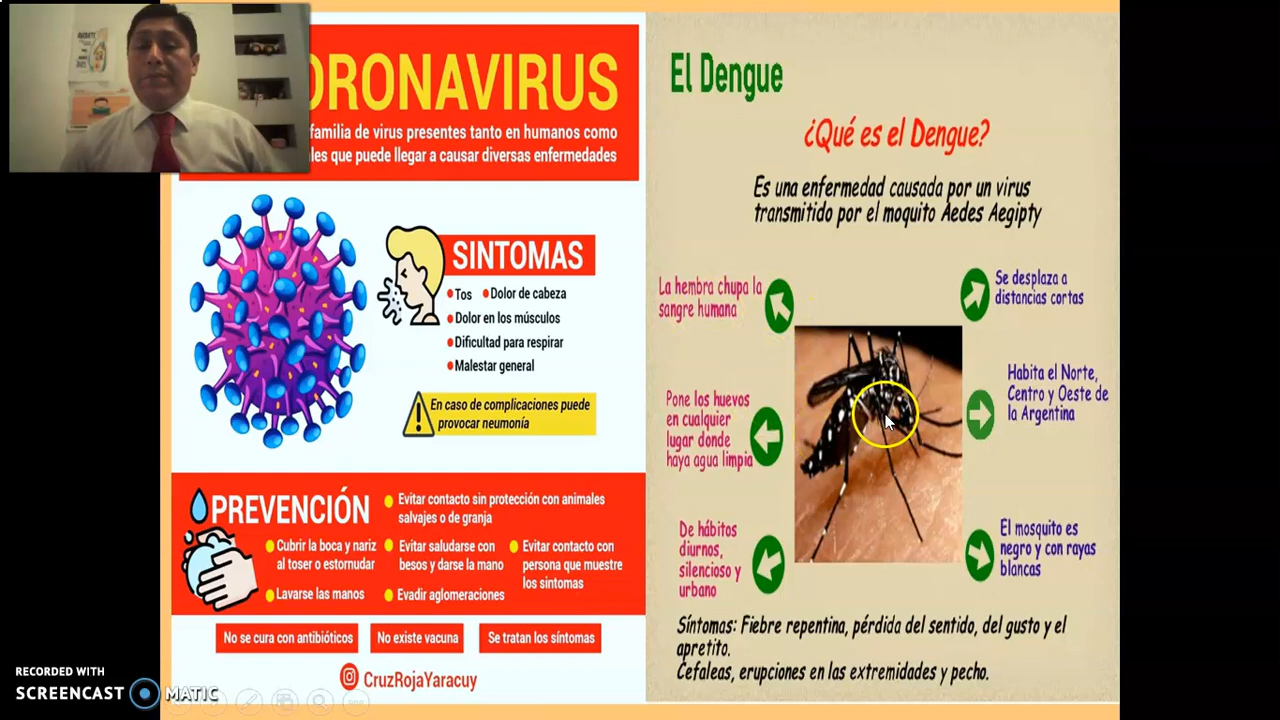 ORONAVIRUS
familia de virus presentes tanto en humanos como
les que puede llegar a causar diversas enfermedades
SINTOMAS
Tos
Dolor de cabeza
Dolor en los músculos
Dificultad para respirar
Malestar general
En caso de complicaciones puede
provocar neumonía
PREVENCIÓN
Evitar contacto sin protección con animales
salvajes o de granja
Cubrir la boca y nariz
al toser o estornudar
Evitar saludarse con
besos y darse la mano
Evitar contacto con
persona que muestre
los síntomas
Lavarse las manos
Evadir aglomeraciones
No se cura con antibióticos
No existe vacuna
Se tratan los síntomas
CruzRojaYaracuy
El Dengue
¿Qué es el Dengue?
Es una enfermedad causada por un virus
transmitido por el moquito Aedes Aegipty
La hembra chupa la
sangre humana
Se desplaza a
distancias cortas
Pone los huevos
en cualquier
lugar donde
haya agua limpia
Habita el Norte,
Centro y Oeste de
la Argentina
De hábitos
diurnos,
silencioso y
urbano
El mosquito es
negro y con rayas
blancas
Síntomas: Fiebre repentina, pérdida del sentido, del gusto y el
apretito.
Cefaleas, erupciones en las extremidades y pecho.
RECORDED WITH
SCREENCAST MATIC